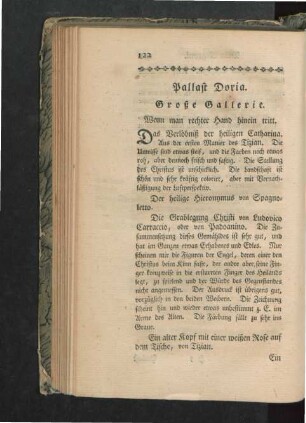 122
Pallast Doria.
Große Gallerie.
Wenn man rechter Hand hinein tritt.
Das Verlöbniß der heiligen Catharina.
Aus der ersten Manier des Tizians. Die
Umrisse sind etwas steif, und die Farben noch etwas
roh, aber dennoch frisch und saftig. Die Stellung
des Christus ist unschicklich. Die Landschaft ist
schön und sehr kräftig colorirt, aber mit Vernach-
läßigung der Luftperspektiv.
Der heilige Hieronymus von Spagno-
letto.
Die Grablegung Christi von Ludovico
Carraccio, oder von Padoanino. Die Zu-
sammensetzung dieses Gemähldes ist sehr gut, und
hat im Ganzen etwas Erhabenes und Edles. Nur
scheinen mir die Figuren der Engel, deren einer den
Christus beim Kinn faßt, der andre aber seine Fin-
ger in die erstarrten Finger des Heilands
legt, zu spielend und der Würde des Gegenstandes
nicht angemessen. Der Ausdruck ist übrigens gut,
vorzüglich in den beiden Weibern. Die Zeichnung
scheint hin und wieder etwas unbestimmt z. E. im
Arme des Alten. Die Färbung fällt zu sehr ins
Graue.
Ein alter Kopf mit einer weißen Rose auf
dem Tische, von Tizian.
Ein